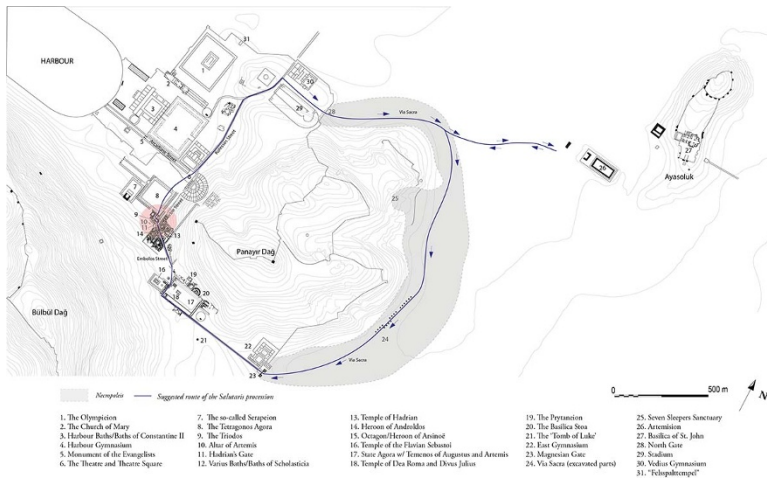 HARBOUR
31
1
30
2
3
29
28
Via Sacra
4
5
27
26
Ayasoluk
7
8
25
9
10
11
13
14
Panayır Dağ
Embolos Street
16
19
20
18
17
Bülbül Dağ
21
24
22
23
Via Sacra
Necropoleis
Suggested route of the Salutaris procession
0 500 m
N
1. The Olympieion
2. The Church of Mary
3. Harbour Baths/Baths of Constantine II
4. Harbour Gymnasium
5. Monument of the Evangelists
6. The Theatre and Theatre Square
7. The so-called Serapeion
8. The Tetragonos Agora
9. The Triodos
10. Altar of Artemis
11. Hadrian's Gate
12. Varius Baths/Baths of Scholasticia
13. Temple of Hadrian
14. Heroon of Androklos
15. Octagon/Heroon of Arsinoë
16. Temple of the Flavian Sebastoi
17. State Agora w/ Temenos of Augustus and Artemis
18. Temple of Dea Roma and Divus Julius
19. The Prytaneion
20. The Basilica Stoa
21. The 'Tomb of Luke'
22. East Gymnasium
23. Magnesian Gate
24. Via Sacra (excavated parts)
25. Seven Sleepers Sanctuary
26. Artemision
27. Basilica of St. John
28. North Gate
29. Stadium
30. Vedius Gymnasium
31. "Felsspalttempel"